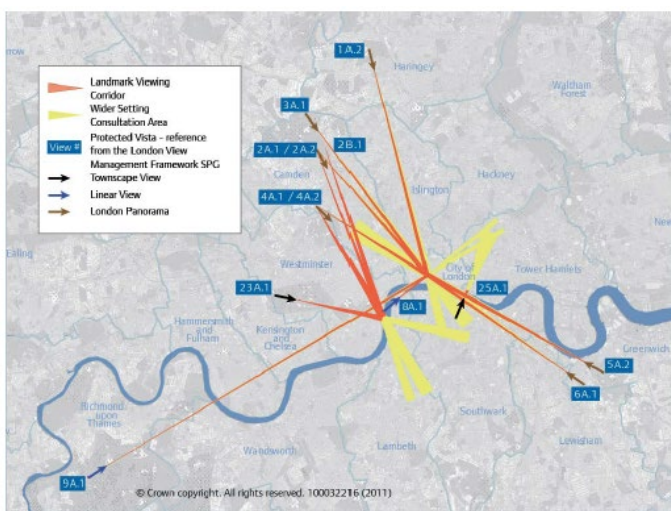 1A.2
Haringey
Waltham
Forest
Landmark Viewing
Corridor
Wider Setting
Consultation Area
View #
Protected Vista – reference
from the London View
Management Framework SPG
Townscape View
Linear View
London Panorama
3A.1
2B.1
2A.1 / 2A.2
Camden
Islington
Hackney
4A.1 / 4A.2
Ealing
Westminster
City of
London
Tower Hamlets
23A.1
25A.1
8A.1
Hammersmith
and
Fulham
Kensington
and
Chelsea
Greenwich
5A.2
6A.1
Richmond
upon
Thames
Southwark
Lewisham
Wandsworth
Lambeth
9A.1
© Crown copyright. All rights reserved. 100032216 (2011)